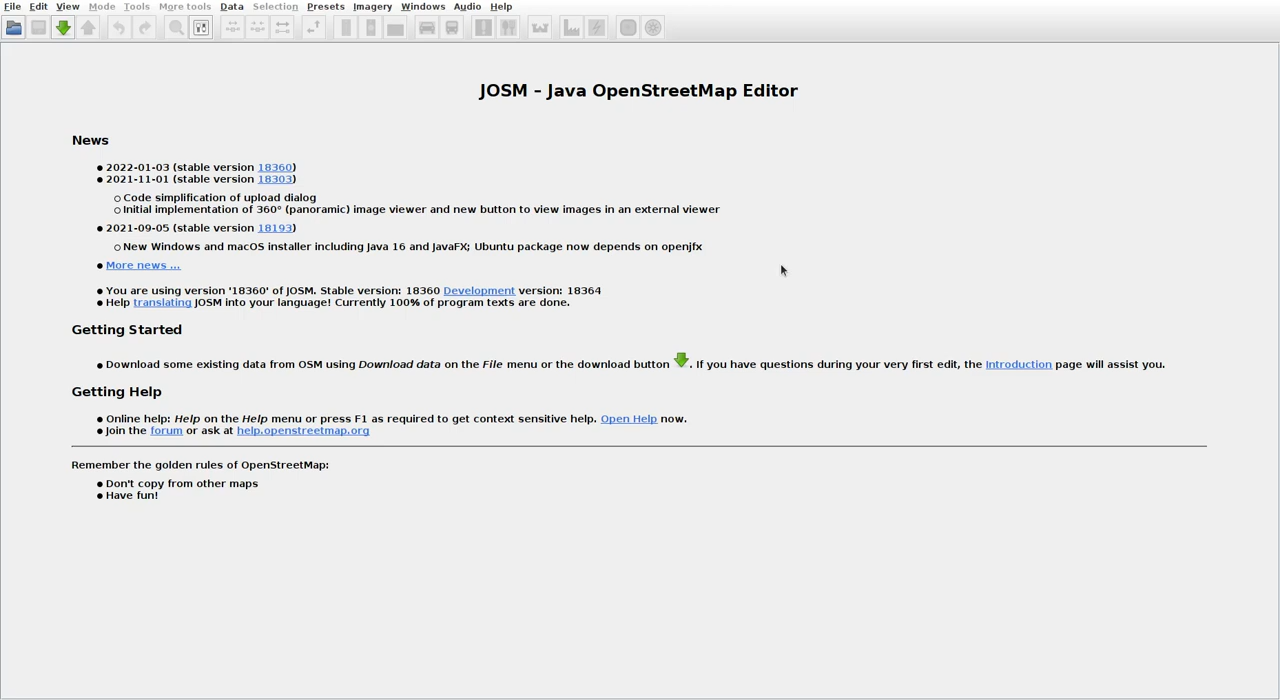 File Edit View Mode Tools More tools Data Selection Presets Imagery Windows Audio Help
JOSM – Java OpenStreetMap Editor
News
2022-01-03 (stable version 18360)
2021-11-01 (stable version 18303)
Code simplification of upload dialog
Initial implementation of 360° (panoramic) image viewer and new button to view images in an external viewer
2021-09-05 (stable version 18193)
New Windows and macOS installer including Java 16 and JavaFX; Ubuntu package now depends on openjfx
More news ...
You are using version '18360' of JOSM. Stable version: 18360 Development version: 18364
Help translating JOSM into your language! Currently 100% of program texts are done.
Getting Started
Download some existing data from OSM using Download data on the File menu or the download button . If you have questions during your very first edit, the Introduction page will assist you.
Getting Help
Online help: Help on the Help menu or press F1 as required to get context sensitive help. Open Help now.
Join the forum or ask at help.openstreetmap.org
Remember the golden rules of OpenStreetMap:
Don't copy from other maps
Have fun!